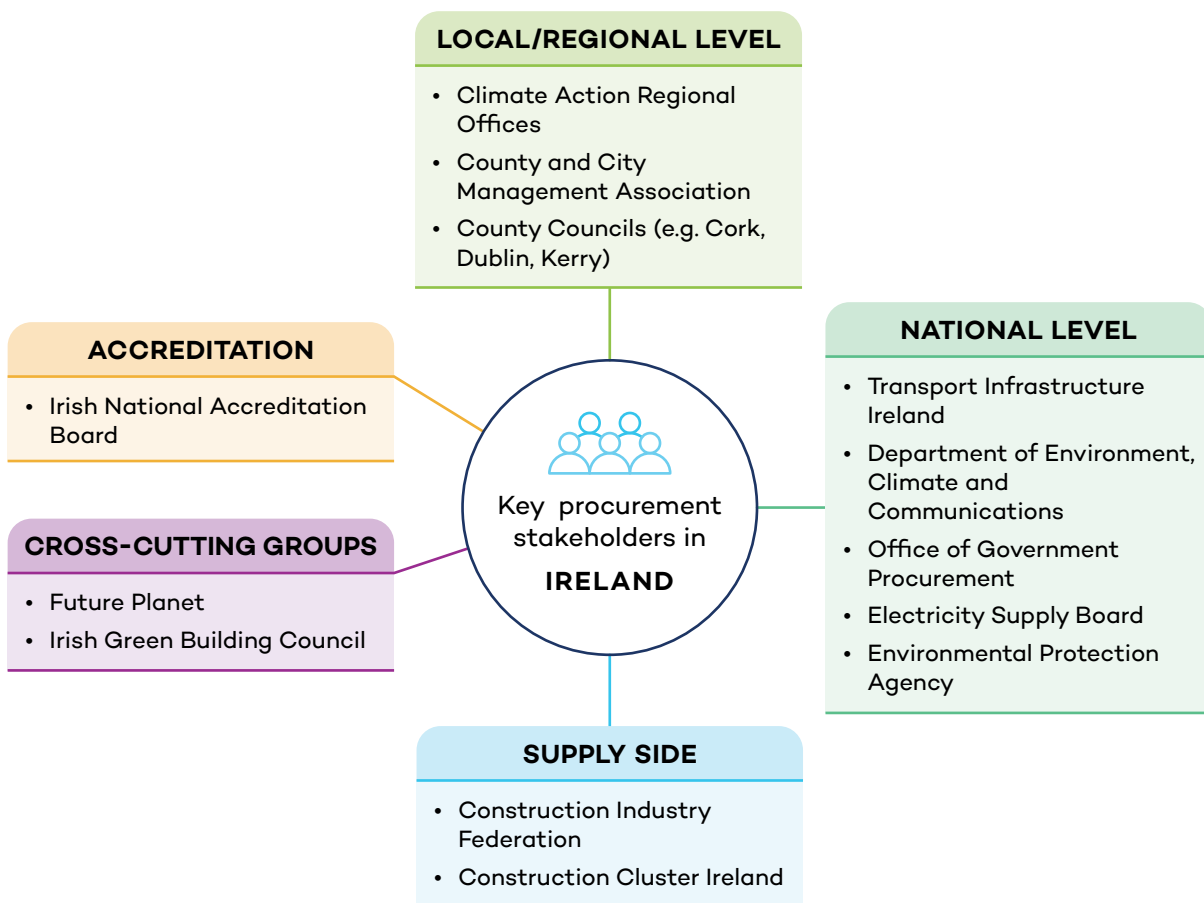 LOCAL/REGIONAL LEVEL
• Climate Action Regional
Offices
• County and City
Management Association
• County Councils (e.g. Cork,
Dublin, Kerry)
ACCREDITATION
• Irish National Accreditation
Board
NATIONAL LEVEL
• Transport Infrastructure
Ireland
• Department of Environment,
Climate and
Communications
• Office of Government
Procurement
• Electricity Supply Board
• Environmental Protection
Agency
Key procurement
stakeholders in
IRELAND
CROSS-CUTTING GROUPS
• Future Planet
• Irish Green Building Council
SUPPLY SIDE
• Construction Industry
Federation
• Construction Cluster Ireland